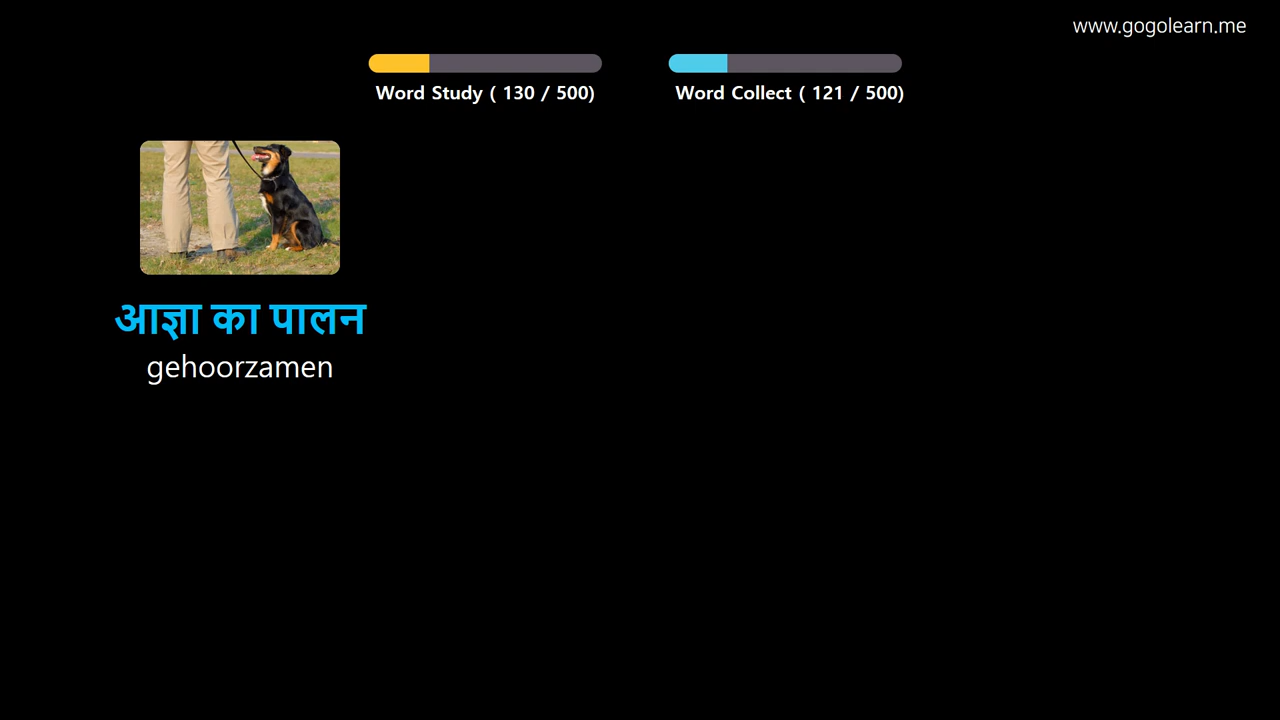 www.gogolearn.me
Word Study ( 130 / 500)
Word Collect ( 121 / 500)
आज्ञा का पालन
gehoorzamen